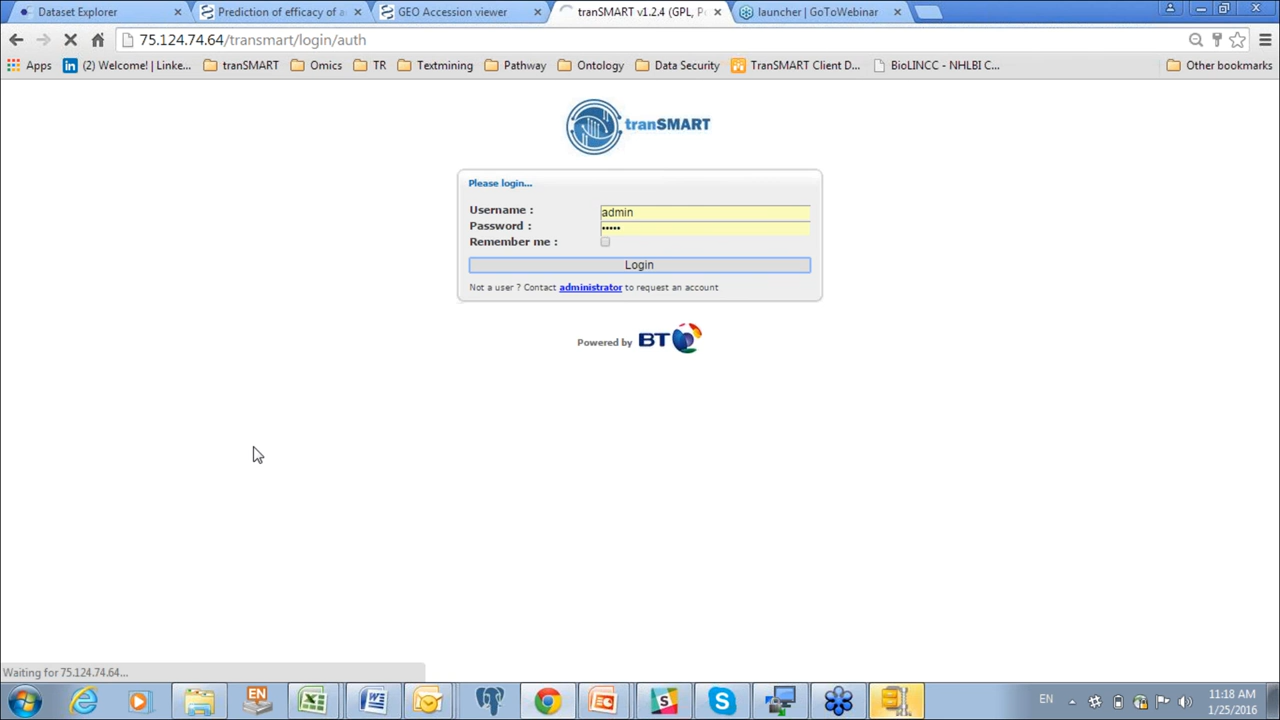 Dataset Explorer
Prediction of efficacy of a
GEO Accession viewer
tranSMART v1.2.4 (GPL, Po
launcher | GoToWebinar
75.124.74.64/transmart/login/auth
Apps
(2) Welcome! | Linke...
tranSMART
Omics
TR
Textmining
Pathway
Ontology
Data Security
TranSMART Client D...
BioLINCC - NHLBI C...
Other bookmarks
tranSMART
Please login...
Username :
admin
Password :
•••••
Remember me :
Login
Not a user ? Contact administrator to request an account
Powered by BT
Waiting for 75.124.74.64...
EN
EN
11:18 AM
1/25/2016